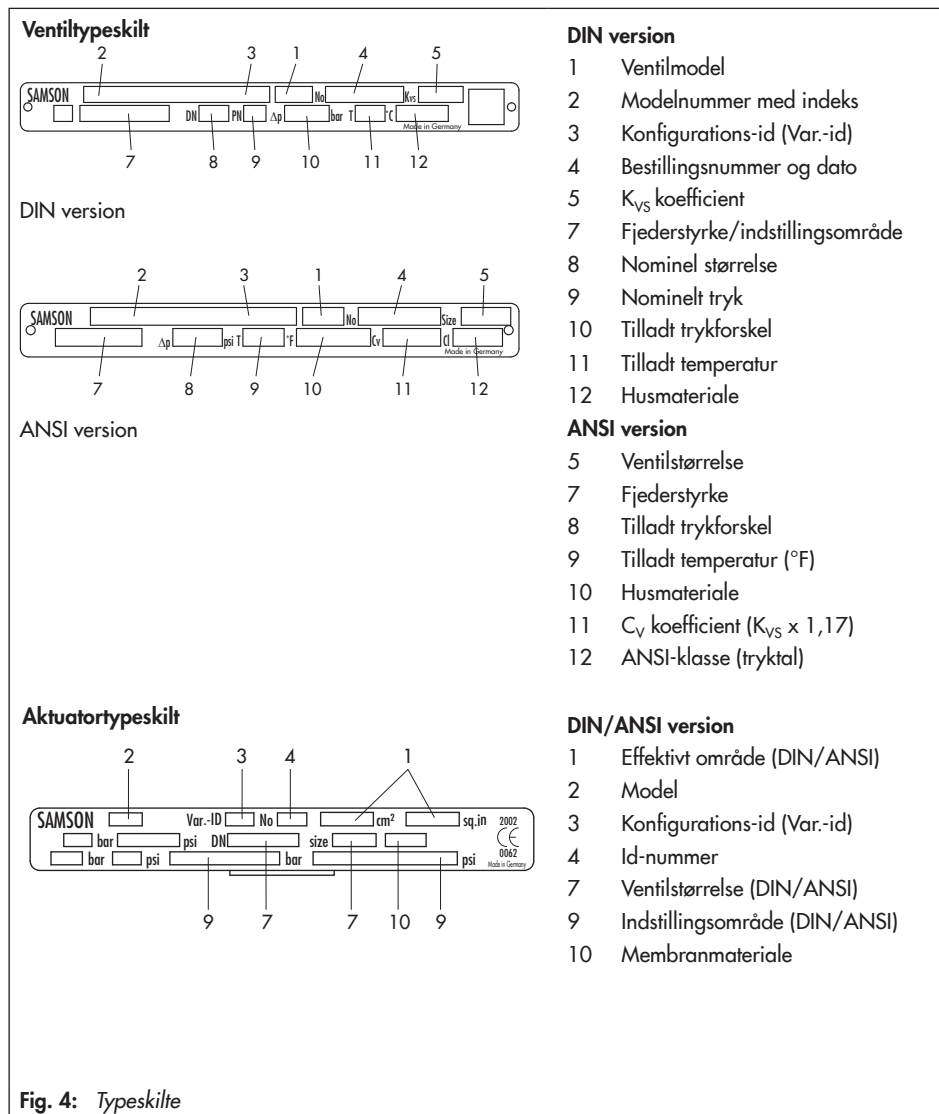 Ventiltypeskilt
2 3 1 4 5
SAMSON No Kvs
DN PN Δp bar T °C
Made in Germany
7 8 9 10 11 12
DIN version
2 3 1 4 5
SAMSON No Size
Δp psi T °F Cv Cl
Made in Germany
7 8 9 10 11 12
ANSI version
DIN version
1 Ventilmodel
2 Modelnummer med indeks
3 Konfigurations-id (Var.-id)
4 Bestillingsnummer og dato
5 KVS koefficient
7 Fjederstyrke/indstillingsområde
8 Nominel størrelse
9 Nominelt tryk
10 Tilladt trykforskel
11 Tilladt temperatur
12 Husmateriale
ANSI version
5 Ventilstørrelse
7 Fjederstyrke
8 Tilladt trykforskel
9 Tilladt temperatur (°F)
10 Husmateriale
11 CV koefficient (KVS x 1,17)
12 ANSI-klasse (tryktal)
Aktuatortypeskilt
2 3 4 1
SAMSON Var.-ID No cm² sq.in 2002
bar psi DN size CE
0062
bar psi bar psi Made in Germany
9 7 7 10 9
DIN/ANSI version
1 Effektivt område (DIN/ANSI)
2 Model
3 Konfigurations-id (Var.-id)
4 Id-nummer
7 Ventilstørrelse (DIN/ANSI)
9 Indstillingsområde (DIN/ANSI)
10 Membranmateriale
Fig. 4: Typeskilte